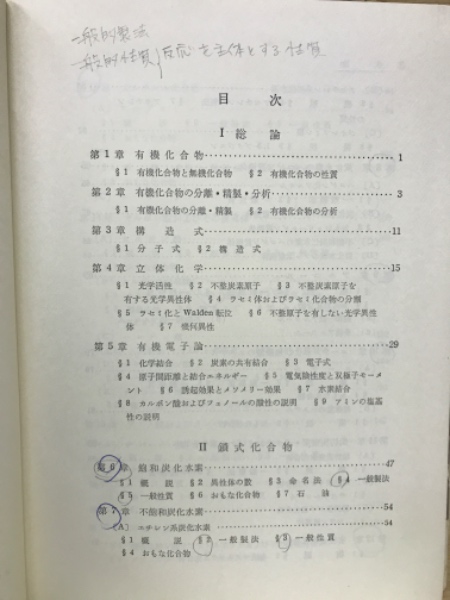 一般的製法
一般的性質 反応を主体とする性質
目 次
I 総 論
第1章 有機化合物 1
§1 有機化合物と無機化合物 §2 有機化合物の性質
第2章 有機化合物の分離・精製・分析 3
§1 有機化合物の分離・精製 §2 有機化合物の分析
第3章 構造式 11
§1 分子式 §2 構造式
第4章 立体化学 15
§1 光学活性 §2 不整炭素原子 §3 不整炭素原子を
有する光学異性体 §4 ラセミ体およびラセミ化合物の分割
§5 ラセミ化とWalden転位 §6 不整原子を有しない光学異性
体 §7 幾何異性
第5章 有機電子論 29
§1 化学結合 §2 炭素の共有結合 §3 電子式
§4 原子間距離と結合エネルギー §5 電気陰性度と双極子モーメ
ント §6 誘起効果とメソメリー効果 §7 水素結合
§8 カルボン酸およびフェノールの酸性の説明 §9 アミンの塩基
性の説明
II 鎖式化合物
第6章 飽和炭化水素 47
§1 概説 §2 異性体の数 §3 命名法 §4 一般製法
§5 一般性質 §6 おもな化合物 §7 石油
第7章 不飽和炭化水素 54
〔A〕 エチレン系炭化水素 54
§1 概説 §2 一般製法 §3 一般性質
§4 おもな化合物